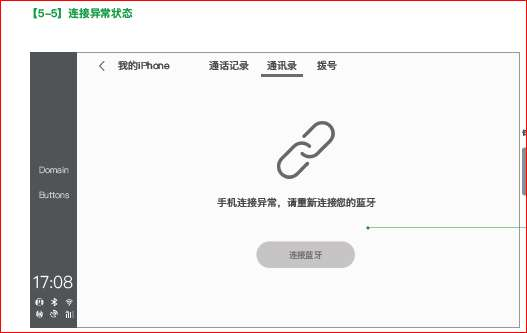 【5-5】连接异常状态
我的iPhone 通话记录 通讯录 拨号
Domain
Buttons
手机连接异常，请重新连接您的蓝牙
连接蓝牙
17:08